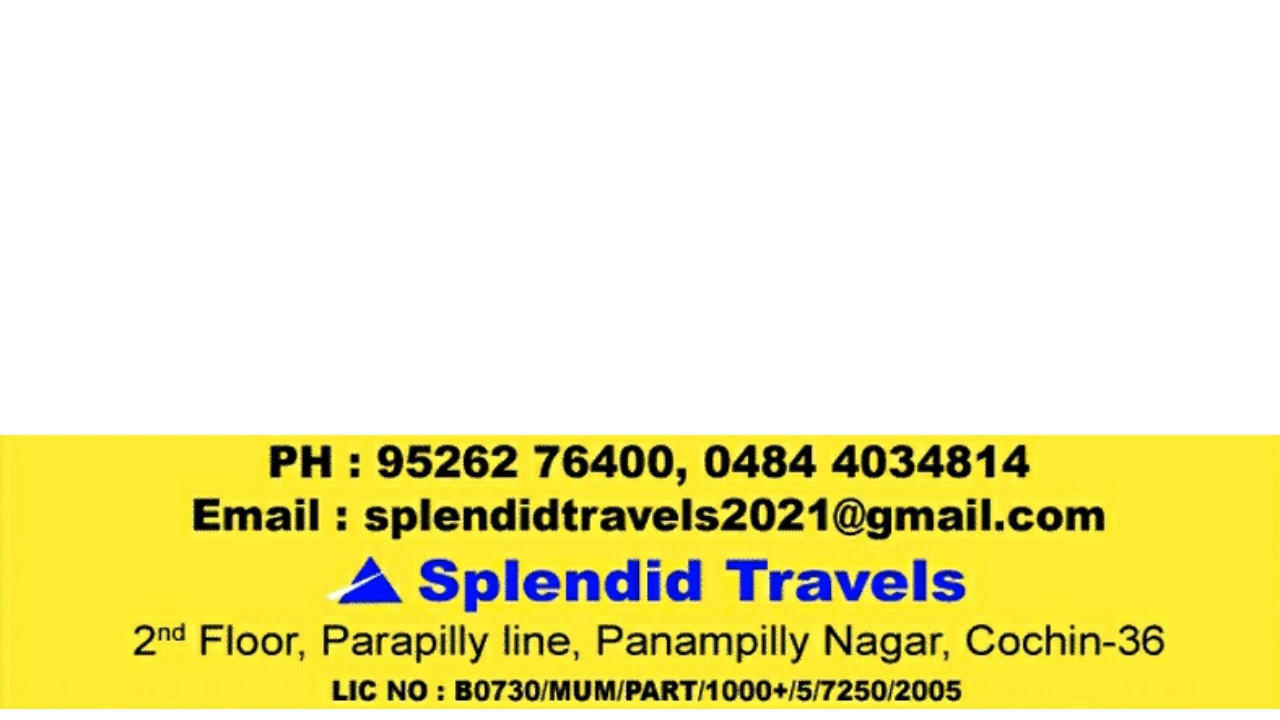 PH : 95262 76400, 0484 4034814
Email : splendidtravels2021@gmail.com
Splendid Travels
2nd Floor, Parapilly line, Panampilly Nagar, Cochin-36
LIC NO : B0730/MUM/PART/1000+/5/7250/2005